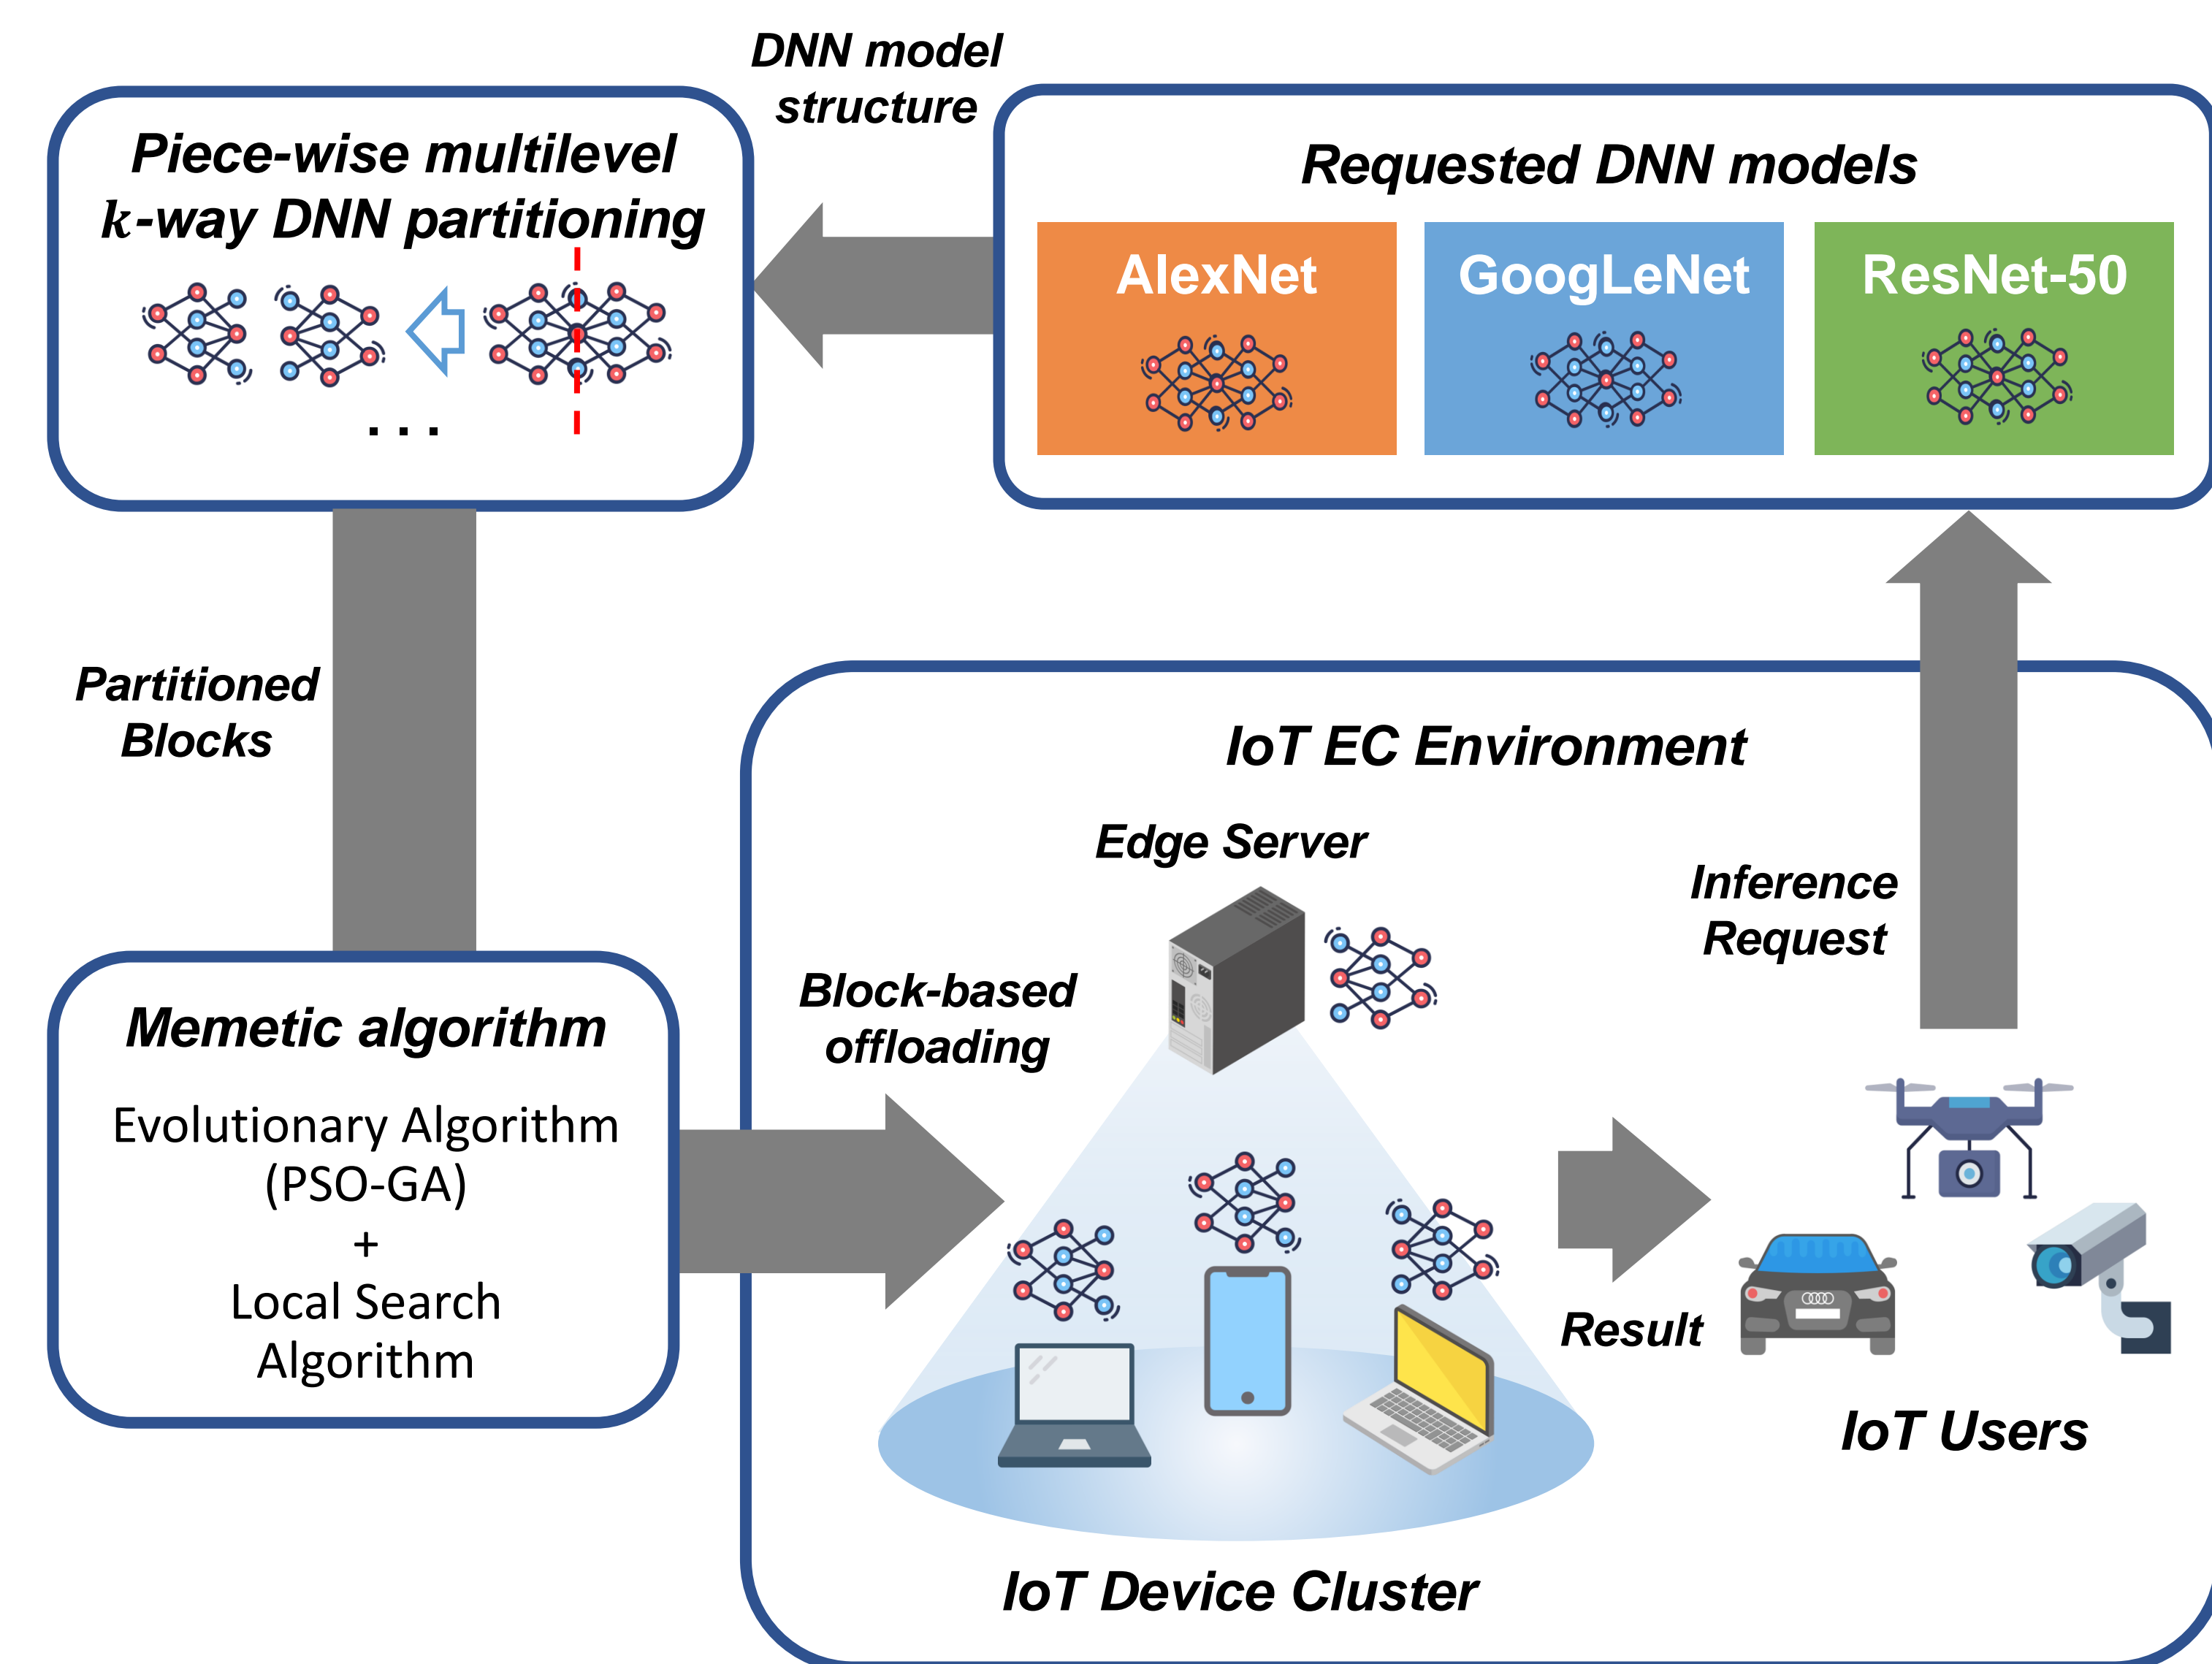 DNN model
structure
Piece-wise multilevel
k-way DNN partitioning
. . .
Requested DNN models
AlexNet
GoogLeNet
ResNet-50
Partitioned
Blocks
IoT EC Environment
Edge Server
Inference
Request
Memetic algorithm
Evolutionary Algorithm
(PSO-GA)
+
Local Search
Algorithm
Block-based
offloading
Result
IoT Users
IoT Device Cluster